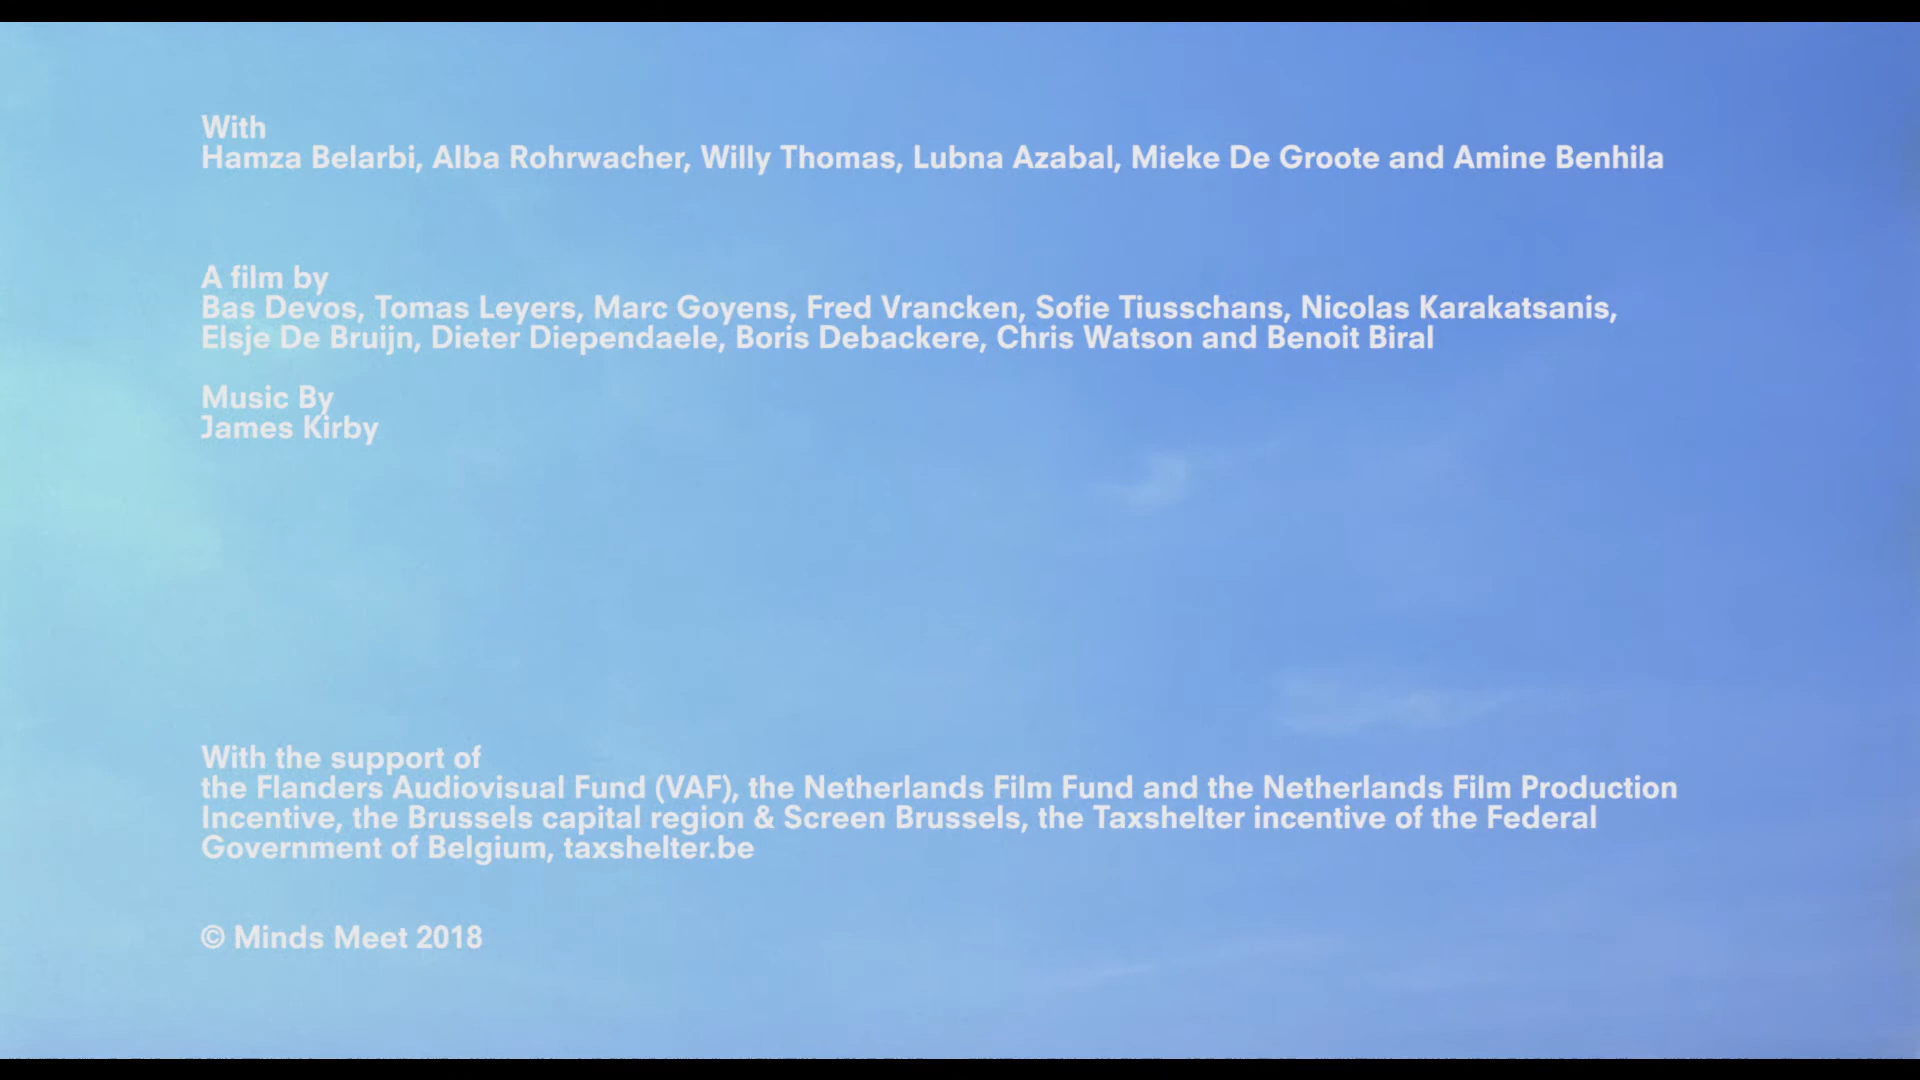 With
Hamza Belarbi, Alba Rohrwacher, Willy Thomas, Lubna Azabal, Mieke De Groote and Amine Benhila
A film by
Bas Devos, Tomas Leyers, Marc Goyens, Fred Vrancken, Sofie Tiusschans, Nicolas Karakatsanis,
Elsje De Bruijn, Dieter Diependaele, Boris Debackere, Chris Watson and Benoit Biral
Music By
James Kirby
With the support of
the Flanders Audiovisual Fund (VAF), the Netherlands Film Fund and the Netherlands Film Production
Incentive, the Brussels capital region & Screen Brussels, the Taxshelter incentive of the Federal
Government of Belgium, taxshelter.be
© Minds Meet 2018